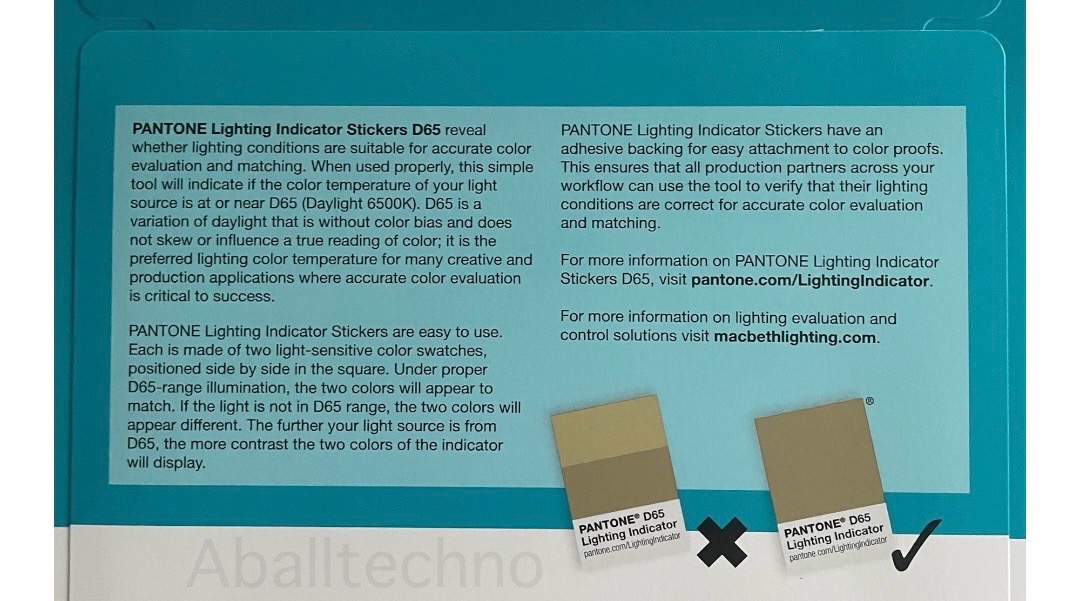 PANTONE Lighting Indicator Stickers D65 reveal
whether lighting conditions are suitable for accurate color
evaluation and matching. When used properly, this simple
tool will indicate if the color temperature of your light
source is at or near D65 (Daylight 6500K). D65 is a
variation of daylight that is without color bias and does
not skew or influence a true reading of color; it is the
preferred lighting color temperature for many creative and
production applications where accurate color evaluation
is critical to success.
PANTONE Lighting Indicator Stickers are easy to use.
Each is made of two light-sensitive color swatches,
positioned side by side in the square. Under proper
D65-range illumination, the two colors will appear to
match. If the light is not in D65 range, the two colors will
appear different. The further your light source is from
D65, the more contrast the two colors of the indicator
will display.
PANTONE Lighting Indicator Stickers have an
adhesive backing for easy attachment to color proofs.
This ensures that all production partners across your
workflow can use the tool to verify that their lighting
conditions are correct for accurate color evaluation
and matching.
For more information on PANTONE Lighting Indicator
Stickers D65, visit pantone.com/LightingIndicator.
For more information on lighting evaluation and
control solutions visit macbethlighting.com.
PANTONE® D65
Lighting Indicator
pantone.com/LightingIndicator
®
PANTONE® D65
Lighting Indicator
pantone.com/LightingIndicator
Aballtechno